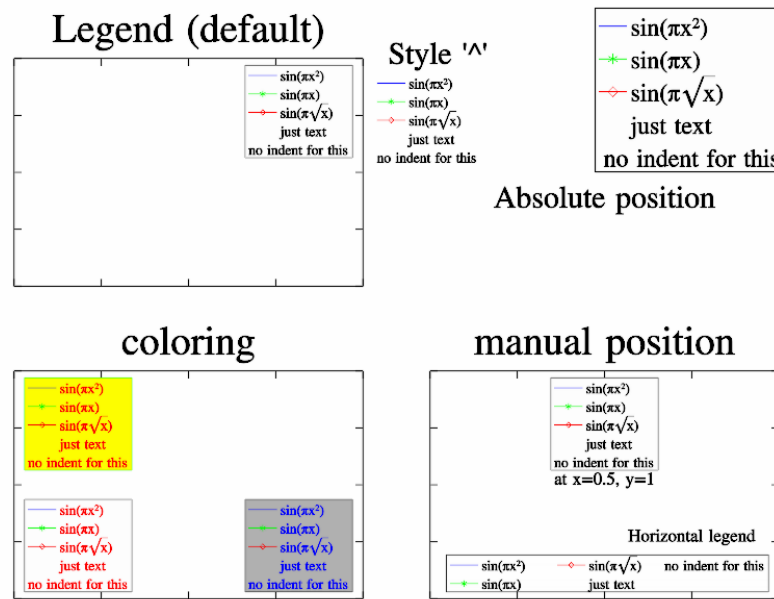 Legend (default)
sin(πx²)
sin(πx)
sin(π√x)
just text
no indent for this
Style '^'
sin(πx²)
sin(πx)
sin(π√x)
just text
no indent for this
sin(πx²)
sin(πx)
sin(π√x)
just text
no indent for this
Absolute position
coloring
sin(πx²)
sin(πx)
sin(π√x)
just text
no indent for this
sin(πx²)
sin(πx)
sin(π√x)
just text
no indent for this
sin(πx²)
sin(πx)
sin(π√x)
just text
no indent for this
manual position
sin(πx²)
sin(πx)
sin(π√x)
just text
no indent for this
at x=0.5, y=1
Horizontal legend
sin(πx²) sin(π√x) no indent for this
sin(πx) just text